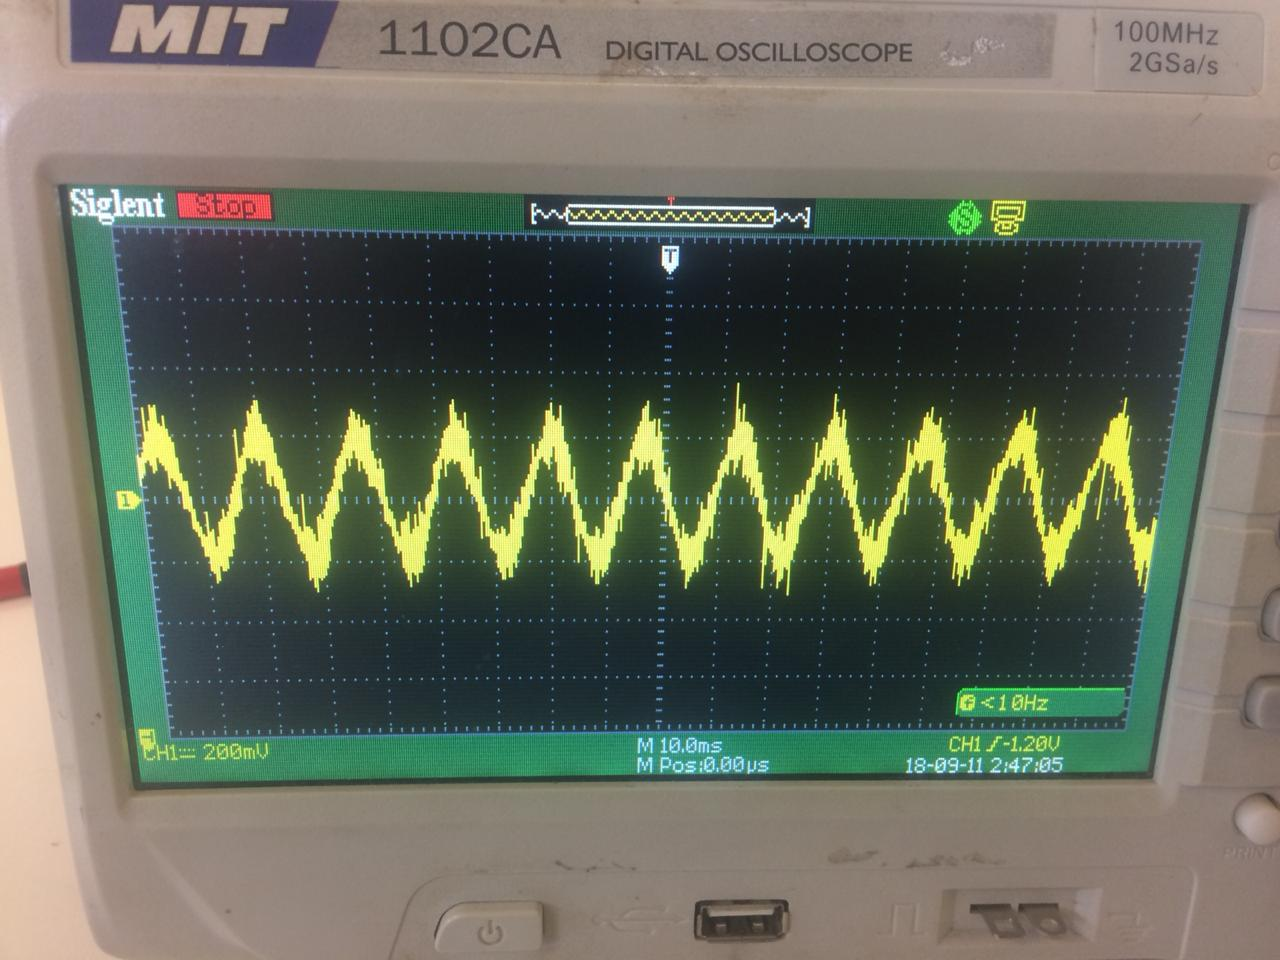 MIT 1102CA DIGITAL OSCILLOSCOPE 100MHz
2GSa/s
Siglent Stop T
S
T
1
<10Hz
CH1 200mV M 10.0ms CH1 -1.20V
M Pos:0.00µs 18-09-11 2:47:05
PRINT